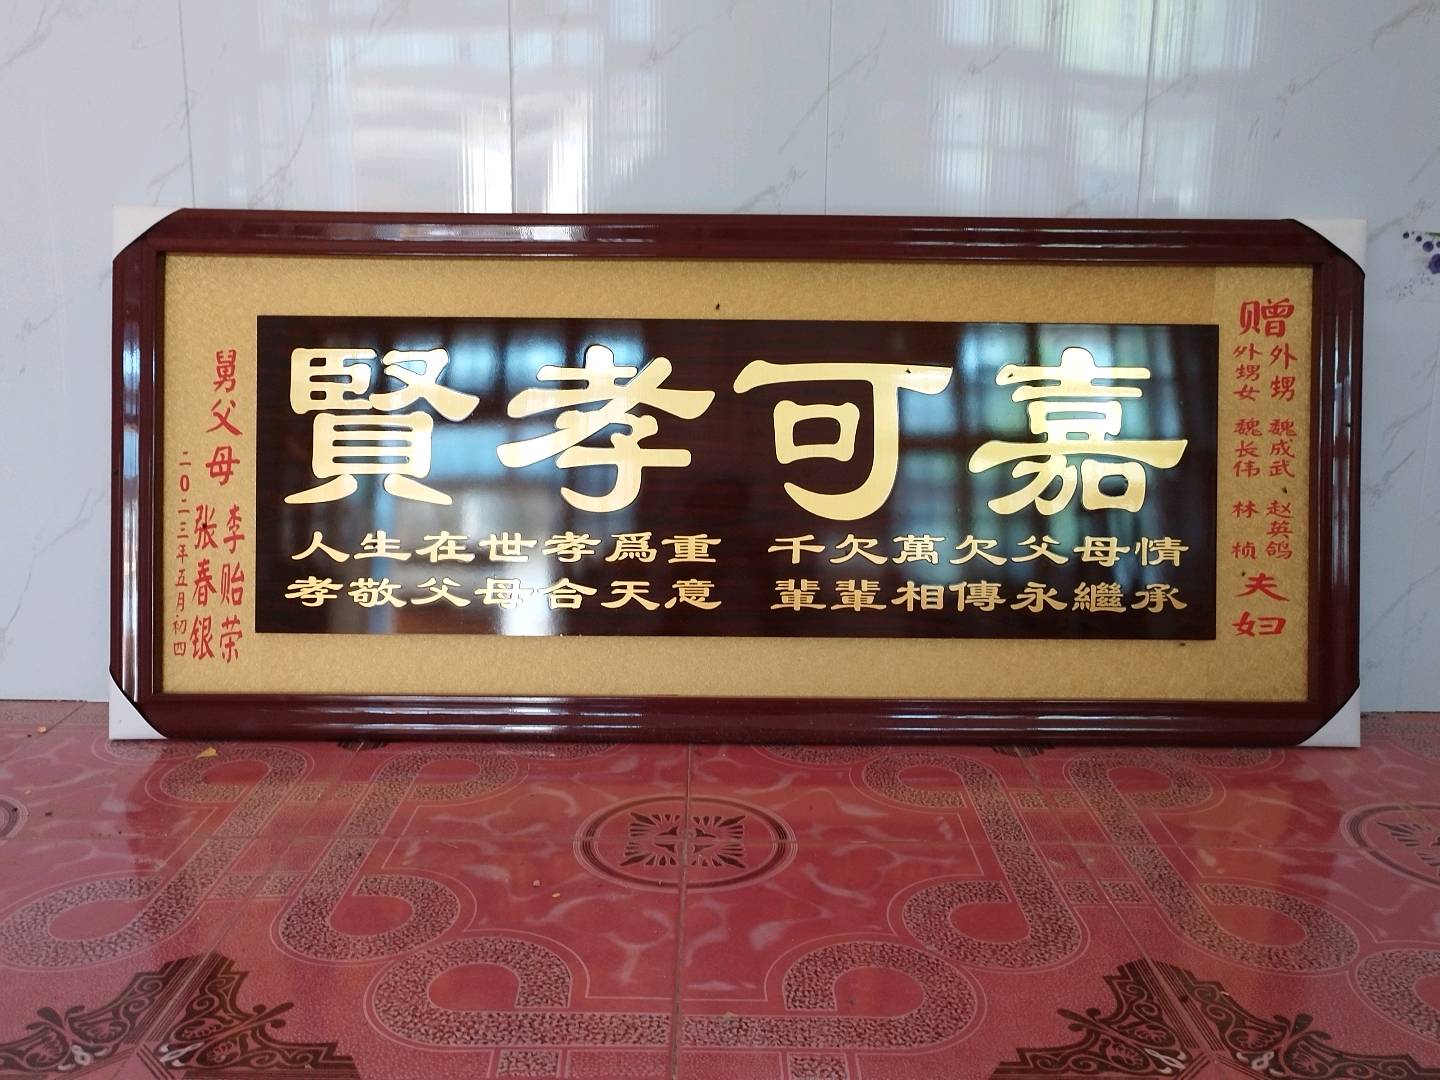 賢孝可嘉
人生在世孝爲重 千欠萬欠父母情
孝敬父母合天意 輩輩相傳永繼承
赠
外甥 魏成武 赵英鸽
外甥女 魏长伟 林桢
夫妇
舅父母
李贻荣
张春银
二0二三年五月初四